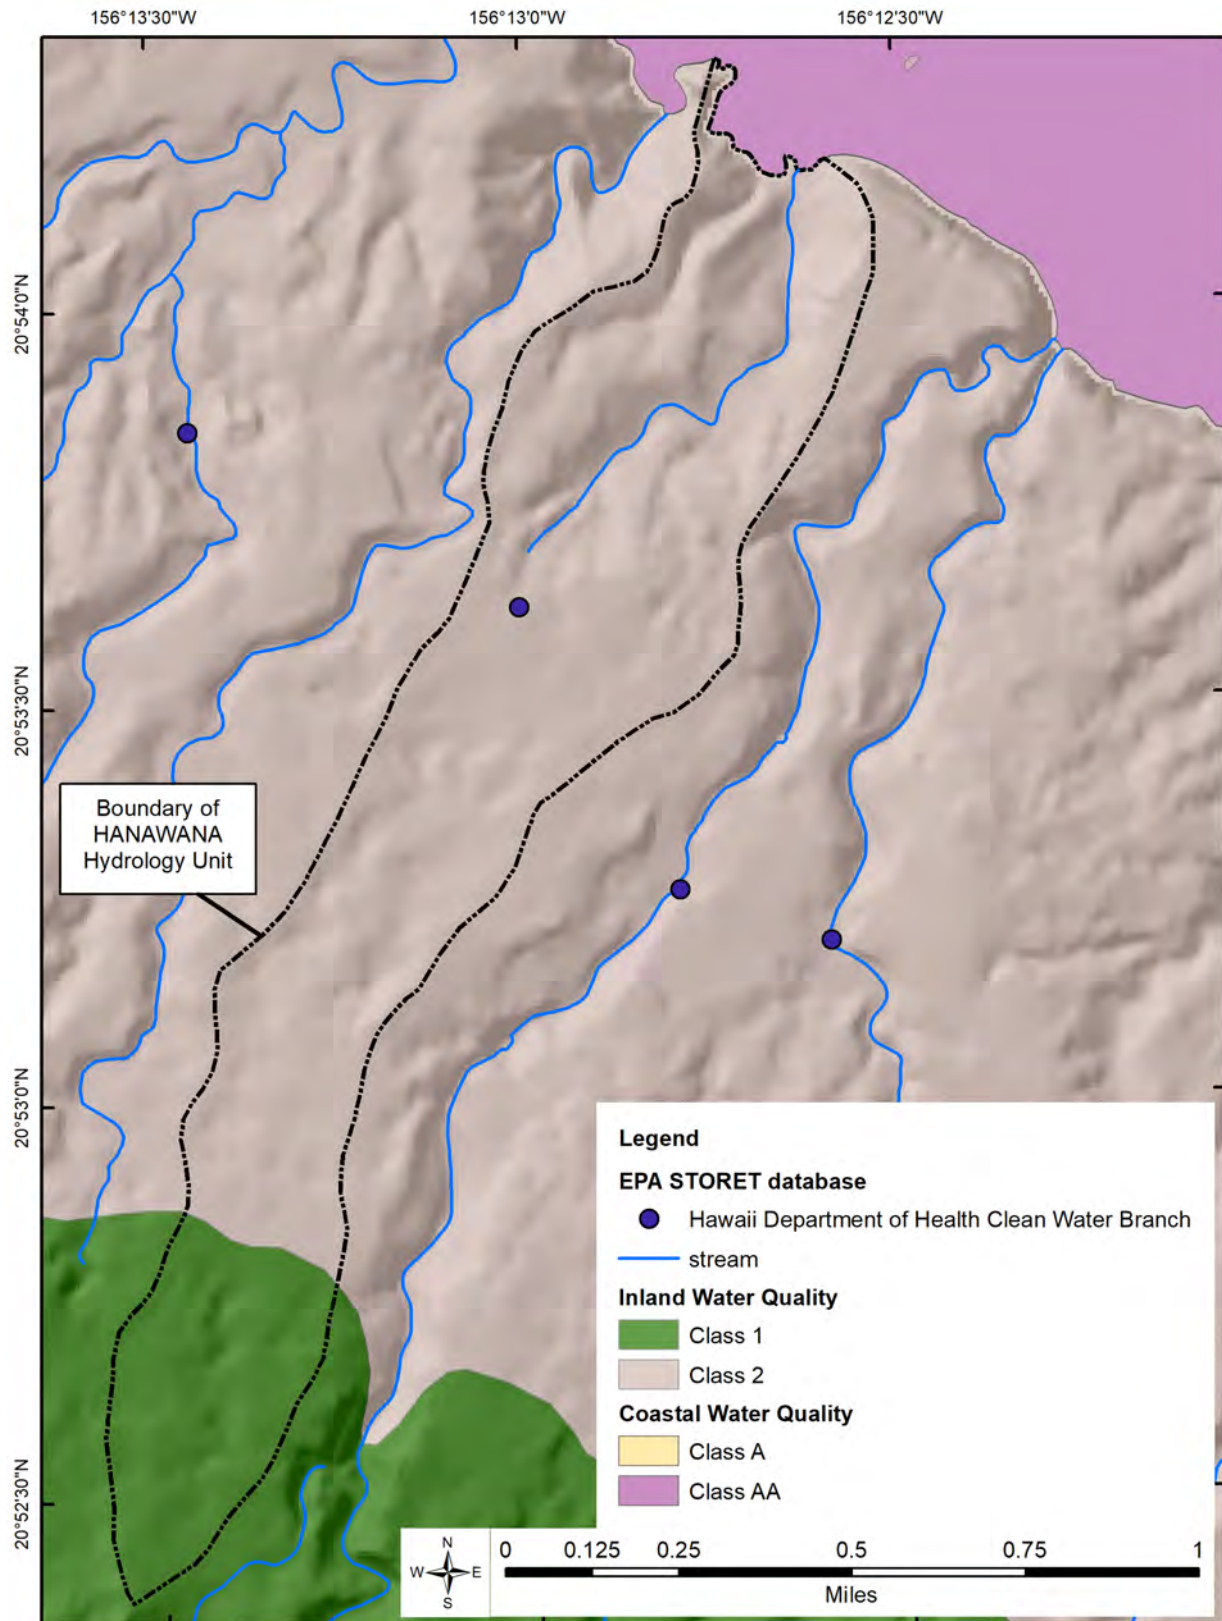 156°13'30"W
156°13'0"W
156°12'30"W
20°54'0"N
20°53'30"N
Boundary of
HANAWANA
Hydrology Unit
20°53'0"N
20°52'30"N
Legend
EPA STORET database
Hawaii Department of Health Clean Water Branch
stream
Inland Water Quality
Class 1
Class 2
Coastal Water Quality
Class A
Class AA
N
W E
S
0 0.125 0.25 0.5 0.75 1
Miles